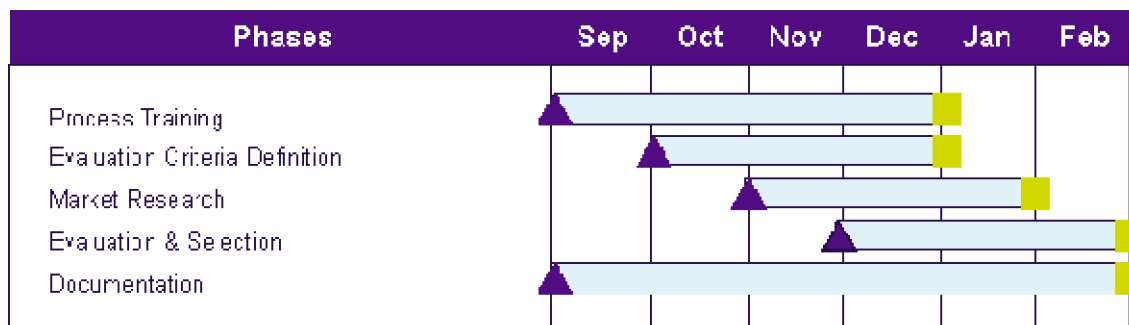 Phases Sep Oct Nov Dec Jan Feb
Process Training
Evaluation Criteria Definition
Market Research
Evaluation & Selection
Documentation